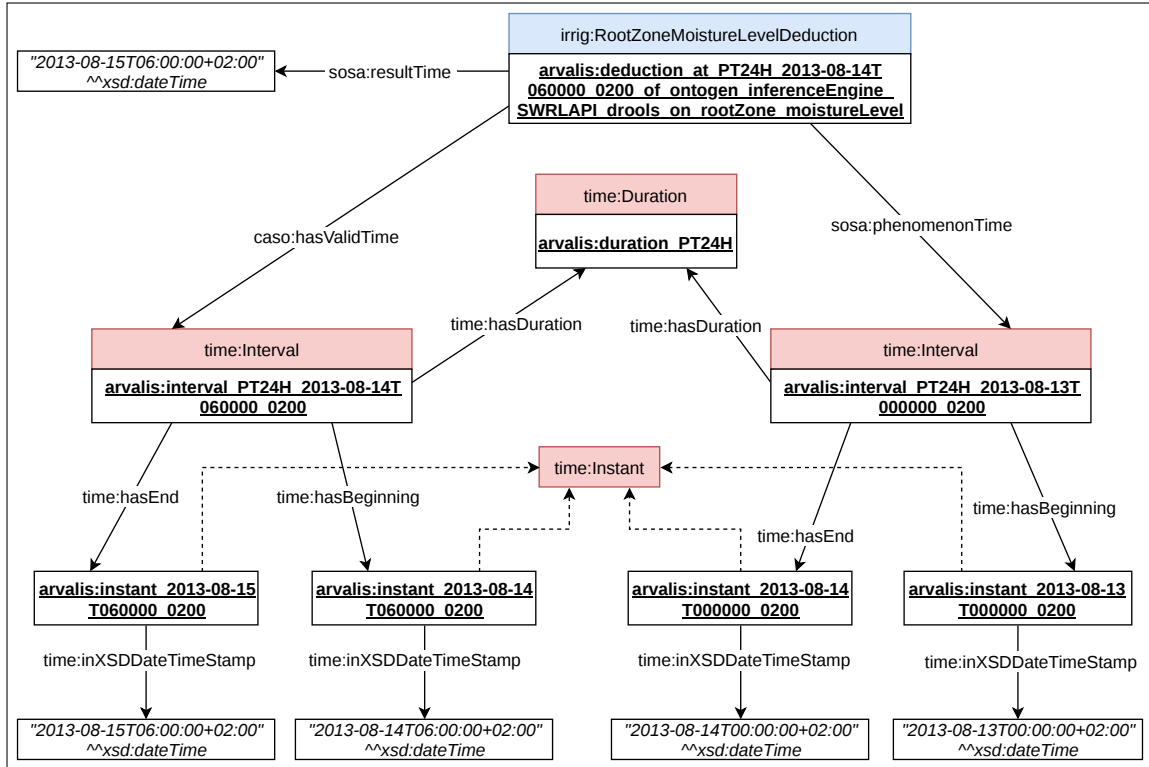 irrig:RootZoneMoistureLevelDeduction
arvalis:deduction_at_PT24H_2013-08-14T
060000_0200_of_ontogen_inferenceEngine_
SWRLAPI_drools_on_rootZone_moistureLevel
"2013-08-15T06:00:00+02:00"
^^xsd:dateTime
sosa:resultTime
time:Duration
arvalis:duration_PT24H
caso:hasValidTime
sosa:phenomenonTime
time:hasDuration
time:hasDuration
time:Interval
arvalis:interval_PT24H_2013-08-14T
060000_0200
time:Interval
arvalis:interval_PT24H_2013-08-13T
000000_0200
time:Instant
time:hasEnd
time:hasBeginning
time:hasEnd
time:hasBeginning
arvalis:instant_2013-08-15
T060000_0200
arvalis:instant_2013-08-14
T060000_0200
arvalis:instant_2013-08-14
T000000_0200
arvalis:instant_2013-08-13
T000000_0200
time:inXSDDateTimeStamp
time:inXSDDateTimeStamp
time:inXSDDateTimeStamp
time:inXSDDateTimeStamp
"2013-08-15T06:00:00+02:00"
^^xsd:dateTime
"2013-08-14T06:00:00+02:00"
^^xsd:dateTime
"2013-08-14T00:00:00+02:00"
^^xsd:dateTime
"2013-08-13T00:00:00+02:00"
^^xsd:dateTime